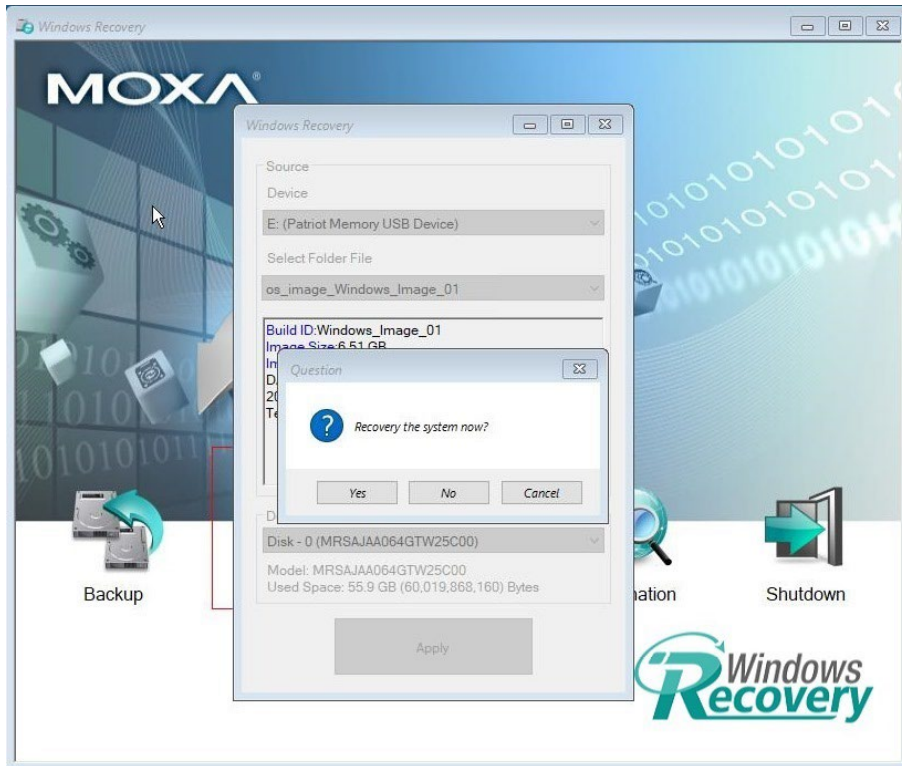 Windows Recovery
MOXA®
Windows Recovery
Source
Device
E: (Patriot Memory USB Device)
Select Folder File
os_image_Windows_Image_01
Build ID:Windows_Image_01
Image Size:6.51 GB
Question
Recovery the system now?
Yes No Cancel
Disk - 0 (MRSAJAA064GTW25C00)
Model: MRSAJAA064GTW25C00
Used Space: 55.9 GB (60,019,868,160) Bytes
Apply
Backup
Shutdown
Windows
Recovery